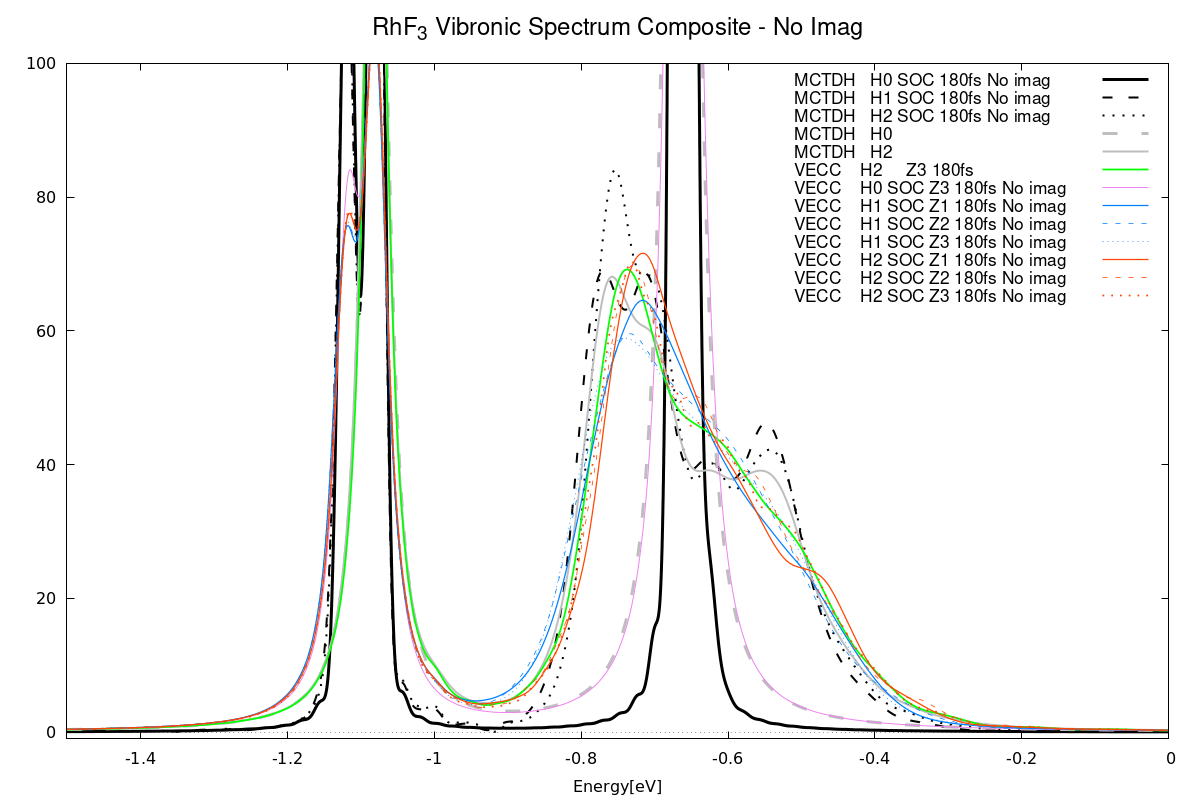 RhF3 Vibronic Spectrum Composite - No Imag
100
80
60
40
20
0
MCTDH H0 SOC 180fs No imag
MCTDH H1 SOC 180fs No imag
MCTDH H2 SOC 180fs No imag
MCTDH H0
MCTDH H2
VECC H2 Z3 180fs
VECC H0 SOC Z3 180fs No imag
VECC H1 SOC Z1 180fs No imag
VECC H1 SOC Z2 180fs No imag
VECC H1 SOC Z3 180fs No imag
VECC H2 SOC Z1 180fs No imag
VECC H2 SOC Z2 180fs No imag
VECC H2 SOC Z3 180fs No imag
-1.4 -1.2 -1 -0.8 -0.6 -0.4 -0.2 0
Energy[eV]